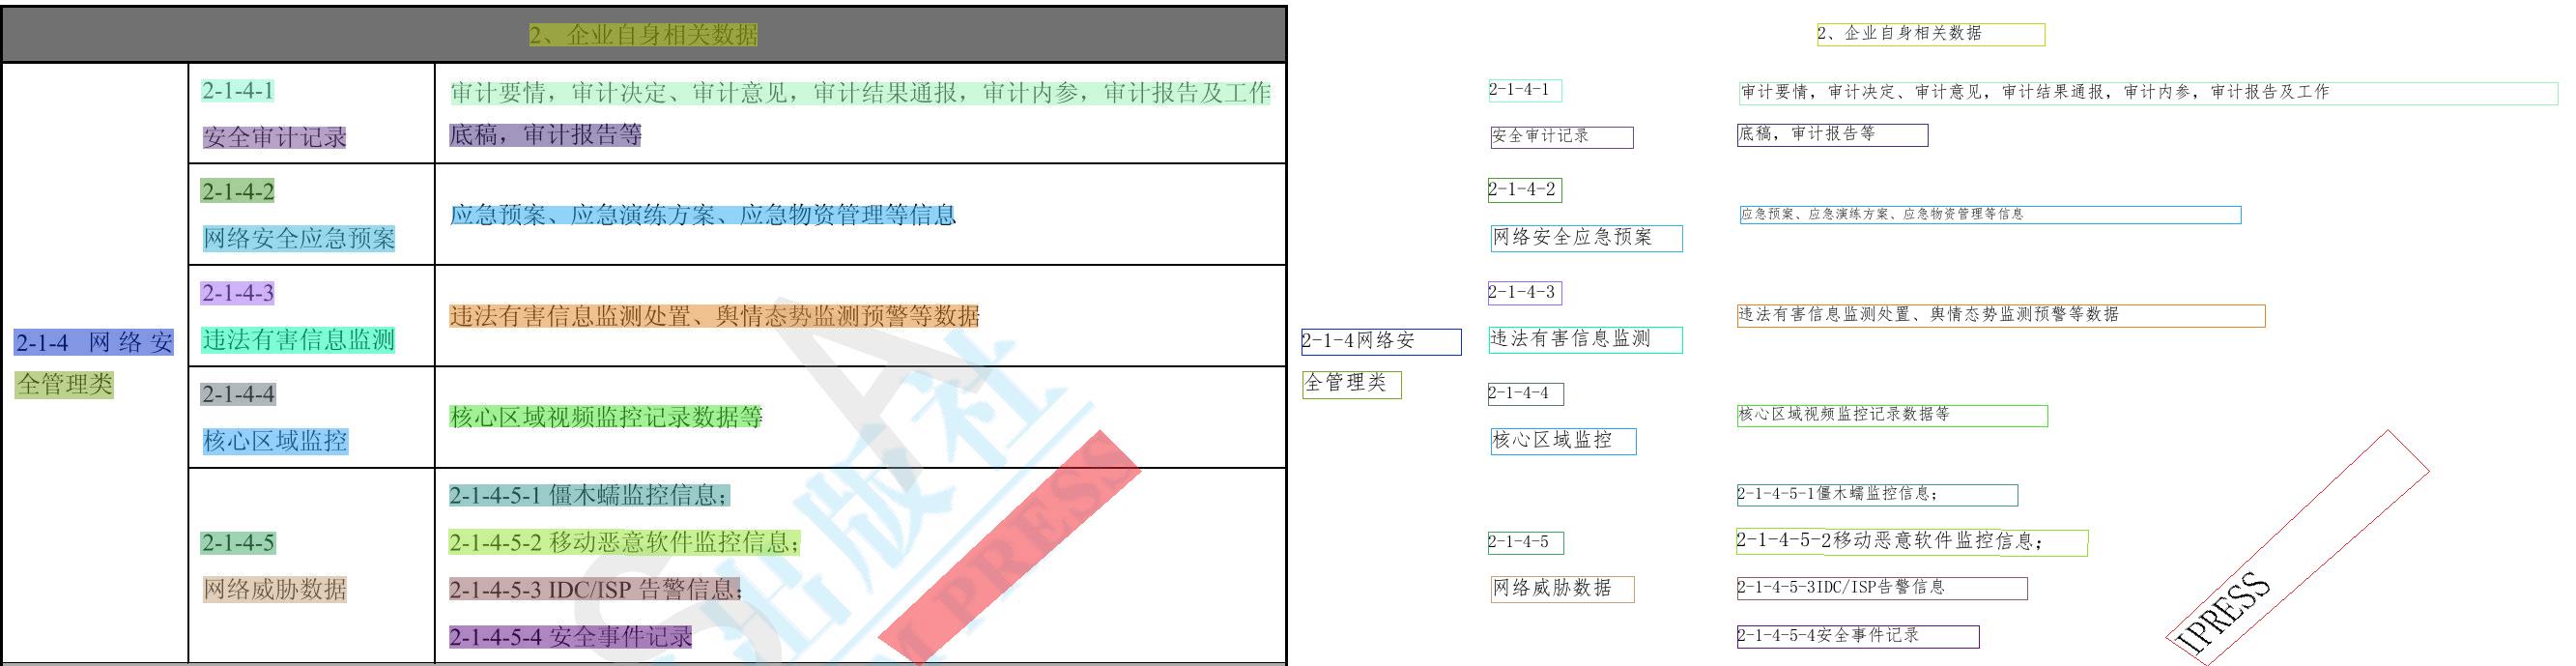 2、企业自身相关数据
2-1-4 网络安
全管理类
2-1-4-1
安全审计记录
审计要情，审计决定、审计意见，审计结果通报，审计内参，审计报告及工作
底稿，审计报告等
2-1-4-2
网络安全应急预案
应急预案、应急演练方案、应急物资管理等信息
2-1-4-3
违法有害信息监测
违法有害信息监测处置、舆情态势监测预警等数据
2-1-4-4
核心区域监控
核心区域视频监控记录数据等
2-1-4-5
网络威胁数据
2-1-4-5-1 僵木蠕监控信息；
2-1-4-5-2 移动恶意软件监控信息；
2-1-4-5-3 IDC/ISP 告警信息；
2-1-4-5-4 安全事件记录
出版社
PRESS
2、企业自身相关数据
2-1-4网络安
全管理类
2-1-4-1
安全审计记录
审计要情，审计决定、审计意见，审计结果通报，审计内参，审计报告及工作
底稿，审计报告等
2-1-4-2
网络安全应急预案
应急预案、应急演练方案、应急物资管理等信息
2-1-4-3
违法有害信息监测
违法有害信息监测处置、舆情态势监测预警等数据
2-1-4-4
核心区域监控
核心区域视频监控记录数据等
2-1-4-5
网络威胁数据
2-1-4-5-1僵木蠕监控信息；
2-1-4-5-2移动恶意软件监控信息；
2-1-4-5-3IDC/ISP告警信息
2-1-4-5-4安全事件记录
IPRESS